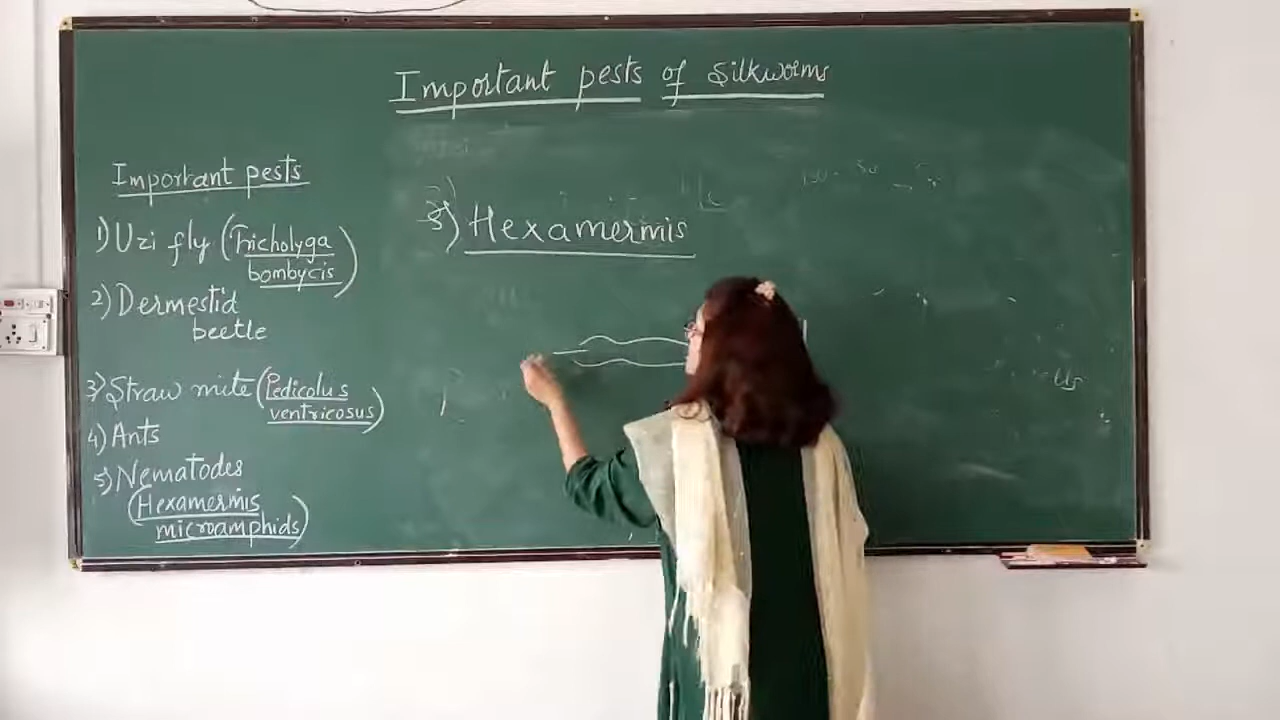 Important pests of Silkworms
Important pests
1) Uzi fly (Tricholyga
bombycis)
2) Dermestid
beetle
3) Straw mite (Pedicolus
ventricosus)
4) Ants
5) Nematodes
(Hexamermis
microamphids)
Hexamermis